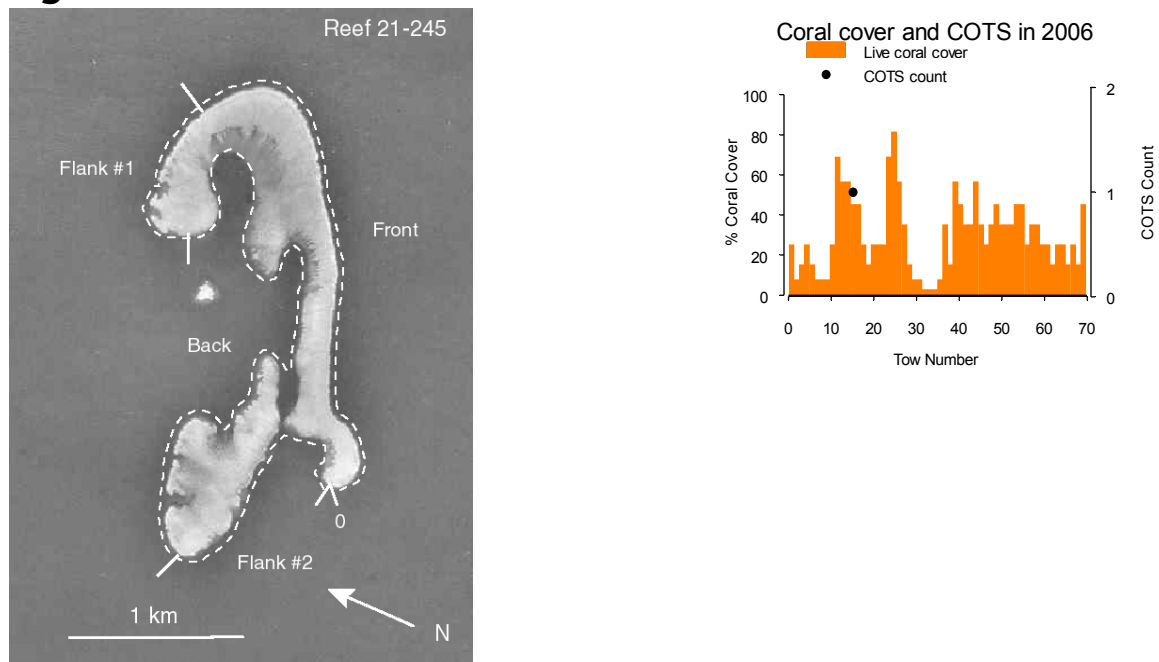 Reef 21-245
Flank #1
Front
Back
0
Flank #2
1 km
N
Coral cover and COTS in 2006
Live coral cover
COTS count
100
80
60
40
20
0
% Coral Cover
2
1
0
COTS Count
0 10 20 30 40 50 60 70
Tow Number